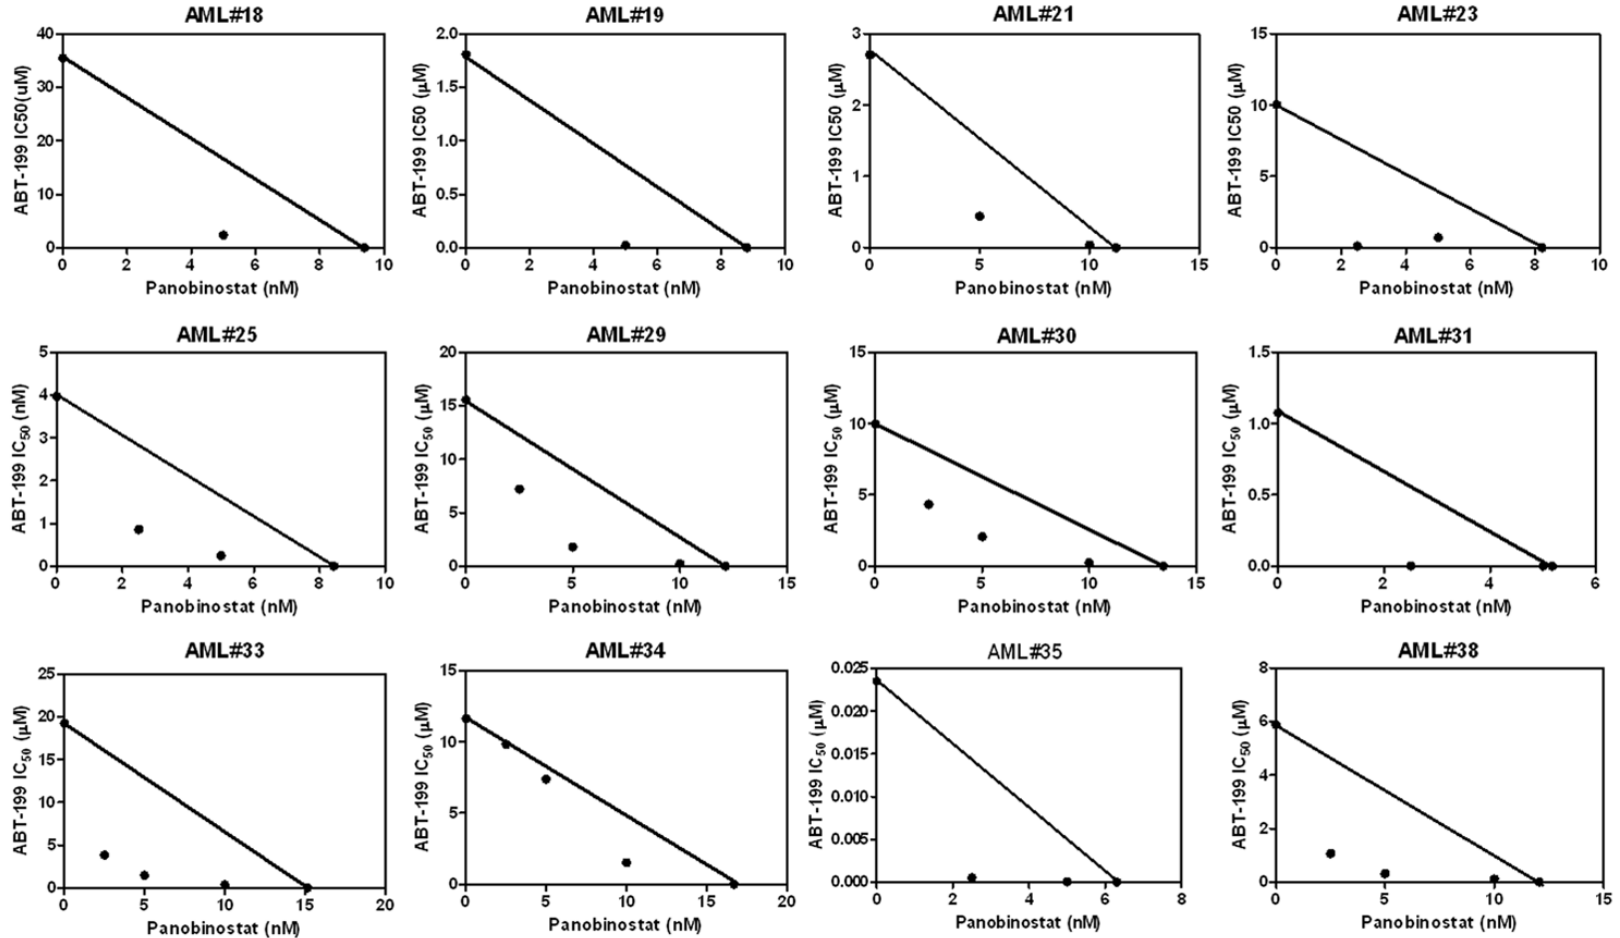 AML#18
AML#19
AML#21
AML#23
ABT-199 IC50(uM)
40
30
20
10
0
0 2 4 6 8 10
Panobinostat (nM)
ABT-199 IC50 (μM)
2.0
1.5
1.0
0.5
0.0
0 2 4 6 8 10
Panobinostat (nM)
ABT-199 IC50 (μM)
3
2
1
0
0 5 10 15
Panobinostat (nM)
ABT-199 IC50 (μM)
15
10
5
0
0 2 4 6 8 10
Panobinostat (nM)
AML#25
AML#29
AML#30
AML#31
ABT-199 IC50 (nM)
5
4
3
2
1
0
0 2 4 6 8 10
Panobinostat (nM)
ABT-199 IC50 (μM)
20
15
10
5
0
0 5 10 15
Panobinostat (nM)
ABT-199 IC50 (μM)
15
10
5
0
0 5 10 15
Panobinostat (nM)
ABT-199 IC50 (μM)
1.5
1.0
0.5
0.0
0 2 4 6
Panobinostat (nM)
AML#33
AML#34
AML#35
AML#38
ABT-199 IC50 (μM)
25
20
15
10
5
0
0 5 10 15 20
Panobinostat (nM)
ABT-199 IC50 (μM)
15
10
5
0
0 5 10 15 20
Panobinostat (nM)
ABT-199 IC50 (μM)
0.025
0.020
0.015
0.010
0.005
0.000
0 2 4 6 8
Panobinostat (nM)
ABT-199 IC50 (μM)
8
6
4
2
0
0 5 10 15
Panobinostat (nM)